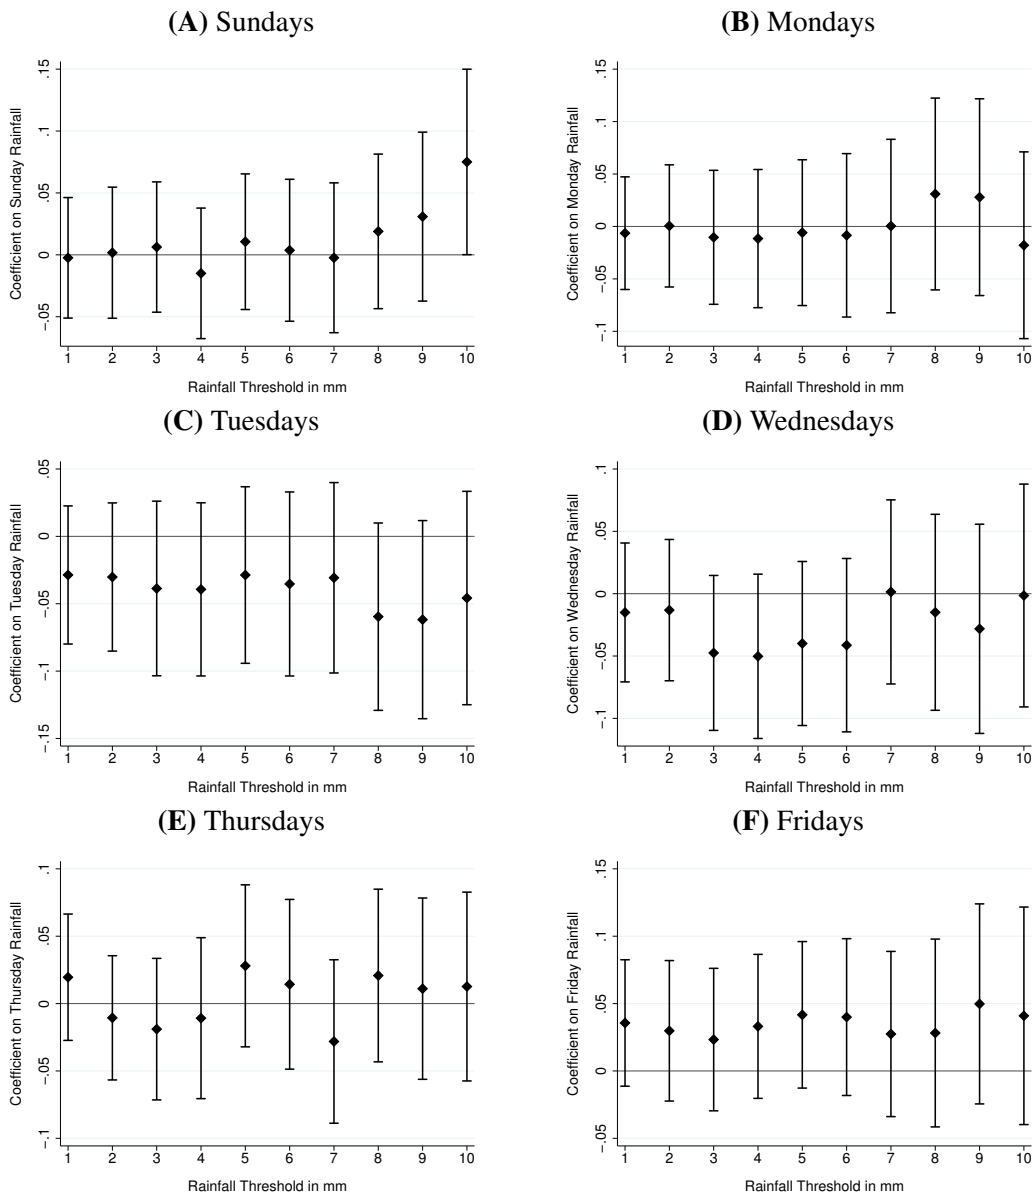 (A) Sundays
Coefficient on Sunday Rainfall
.15
.1
.05
0
−.05
1 2 3 4 5 6 7 8 9 10
Rainfall Threshold in mm
(B) Mondays
Coefficient on Monday Rainfall
.15
.1
.05
0
−.05
−.1
1 2 3 4 5 6 7 8 9 10
Rainfall Threshold in mm
(C) Tuesdays
Coefficient on Tuesday Rainfall
.05
0
−.05
−.1
−.15
1 2 3 4 5 6 7 8 9 10
Rainfall Threshold in mm
(D) Wednesdays
Coefficient on Wednesday Rainfall
.1
.05
0
−.05
−.1
1 2 3 4 5 6 7 8 9 10
Rainfall Threshold in mm
(E) Thursdays
Coefficient on Thursday Rainfall
.1
.05
0
−.05
−.1
1 2 3 4 5 6 7 8 9 10
Rainfall Threshold in mm
(F) Fridays
Coefficient on Friday Rainfall
.15
.1
.05
0
−.05
1 2 3 4 5 6 7 8 9 10
Rainfall Threshold in mm